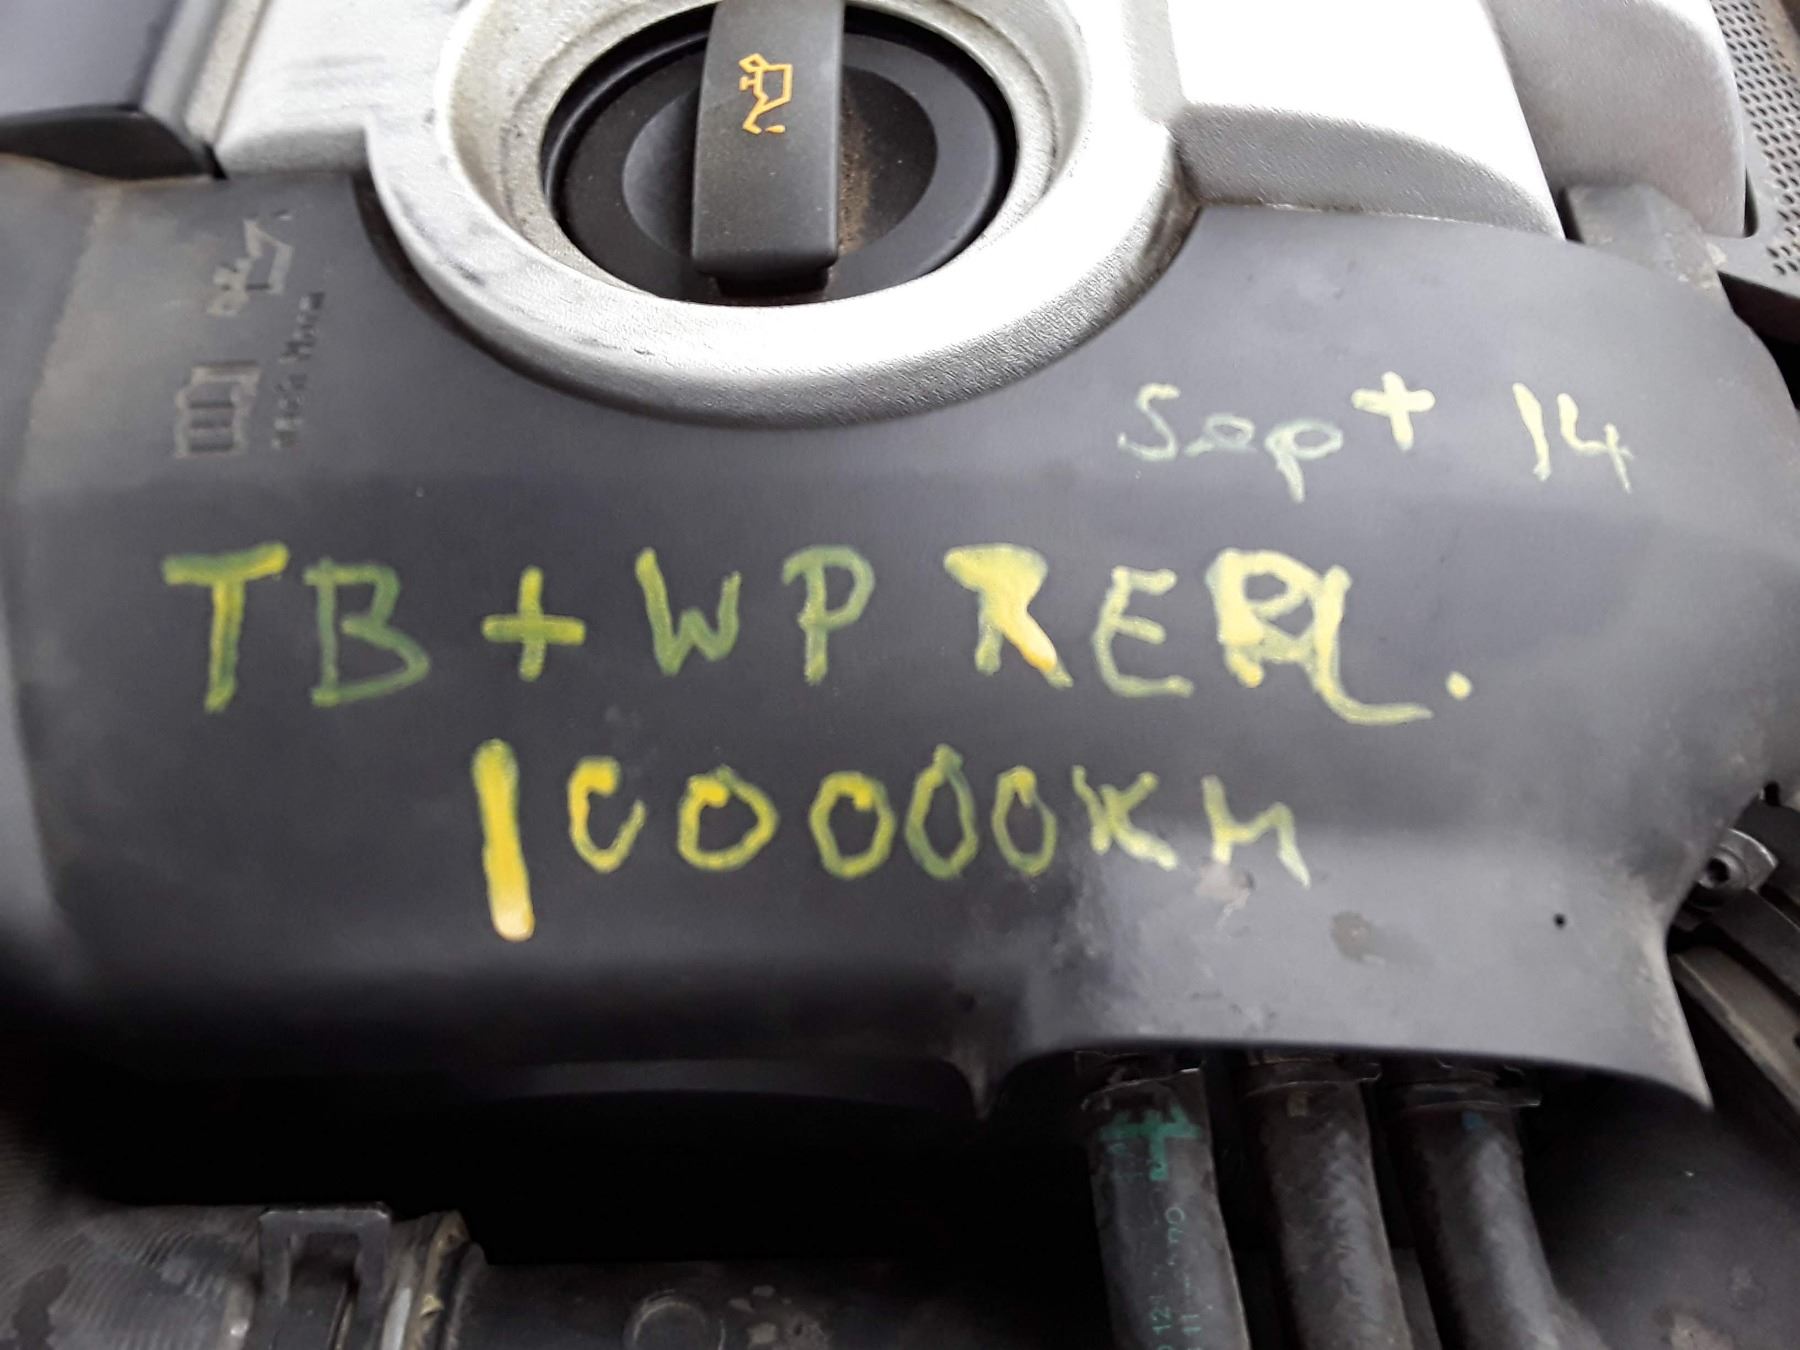 Sept 14
TB + WP REPL.
100000KM